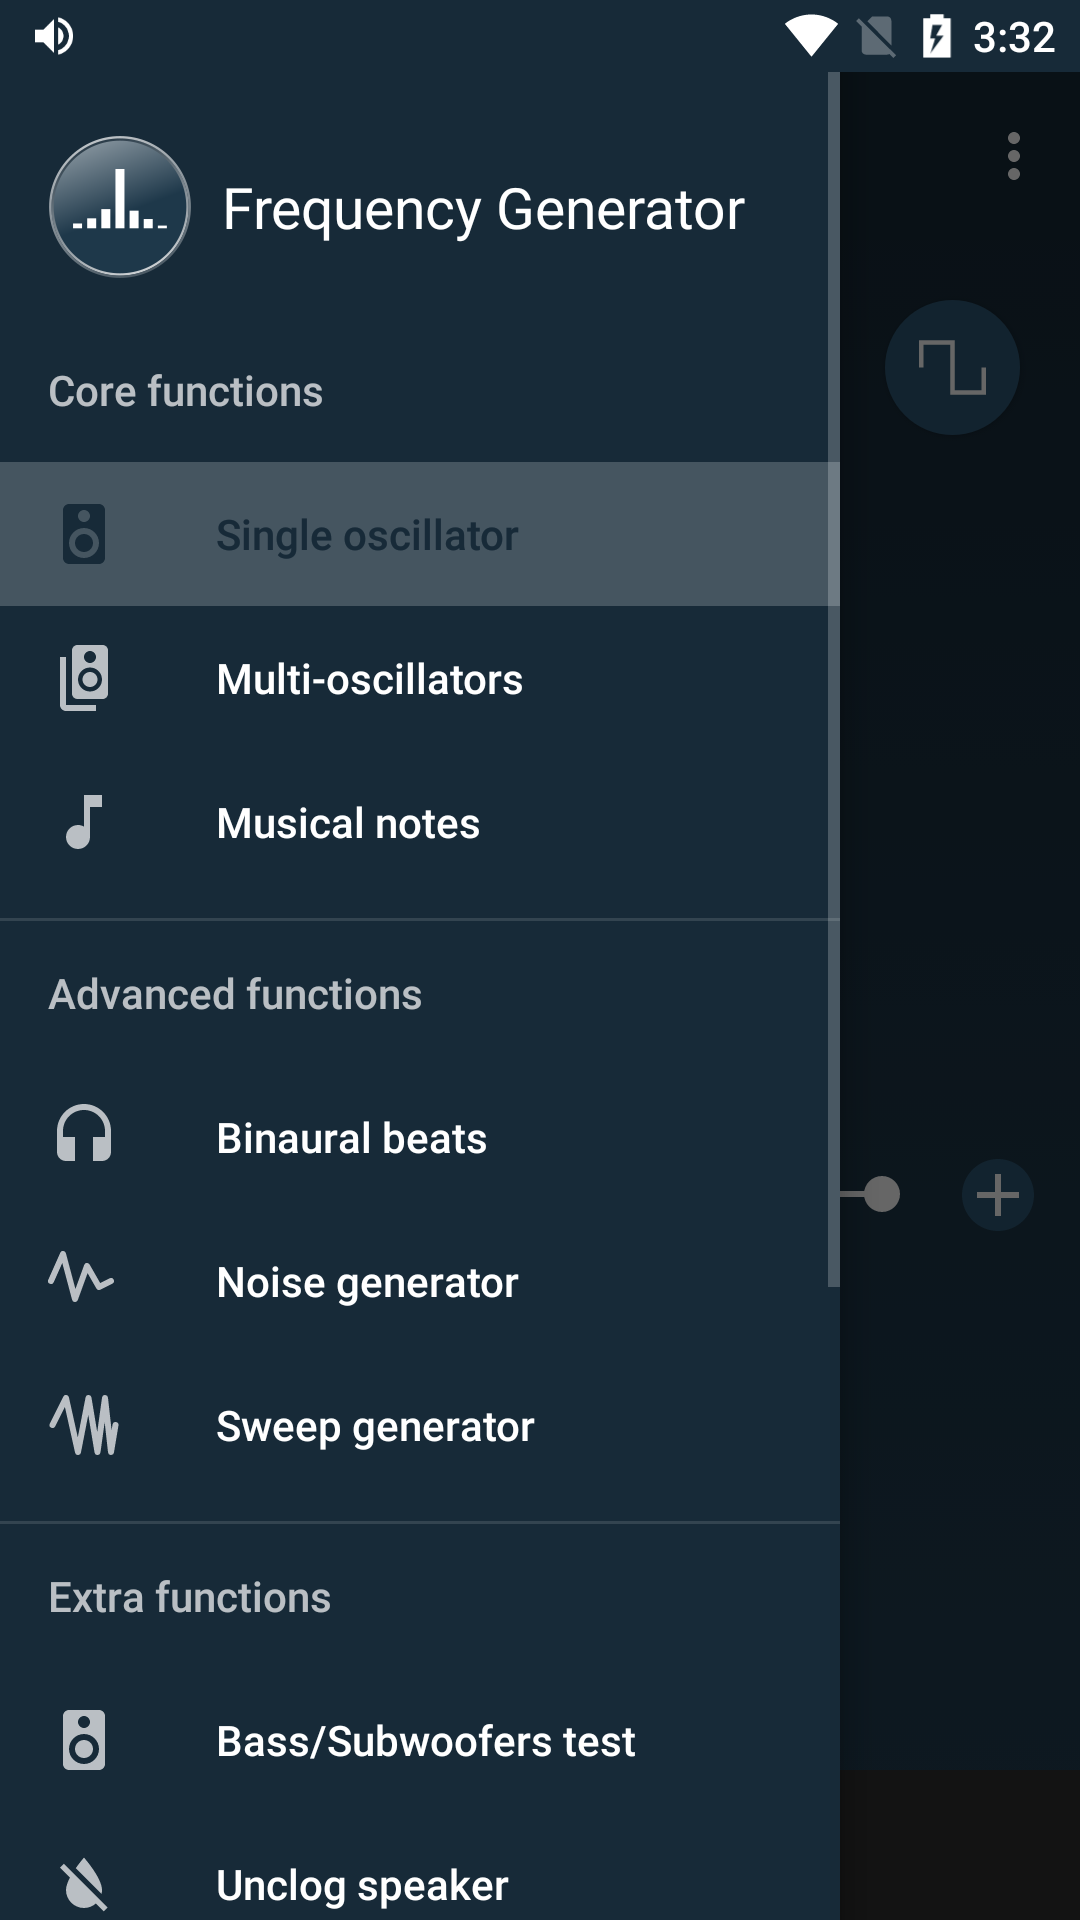 3:32
Frequency Generator
Core functions
Single oscillator
Multi-oscillators
Musical notes
Advanced functions
Binaural beats
Noise generator
Sweep generator
Extra functions
Bass/Subwoofers test
Unclog speaker